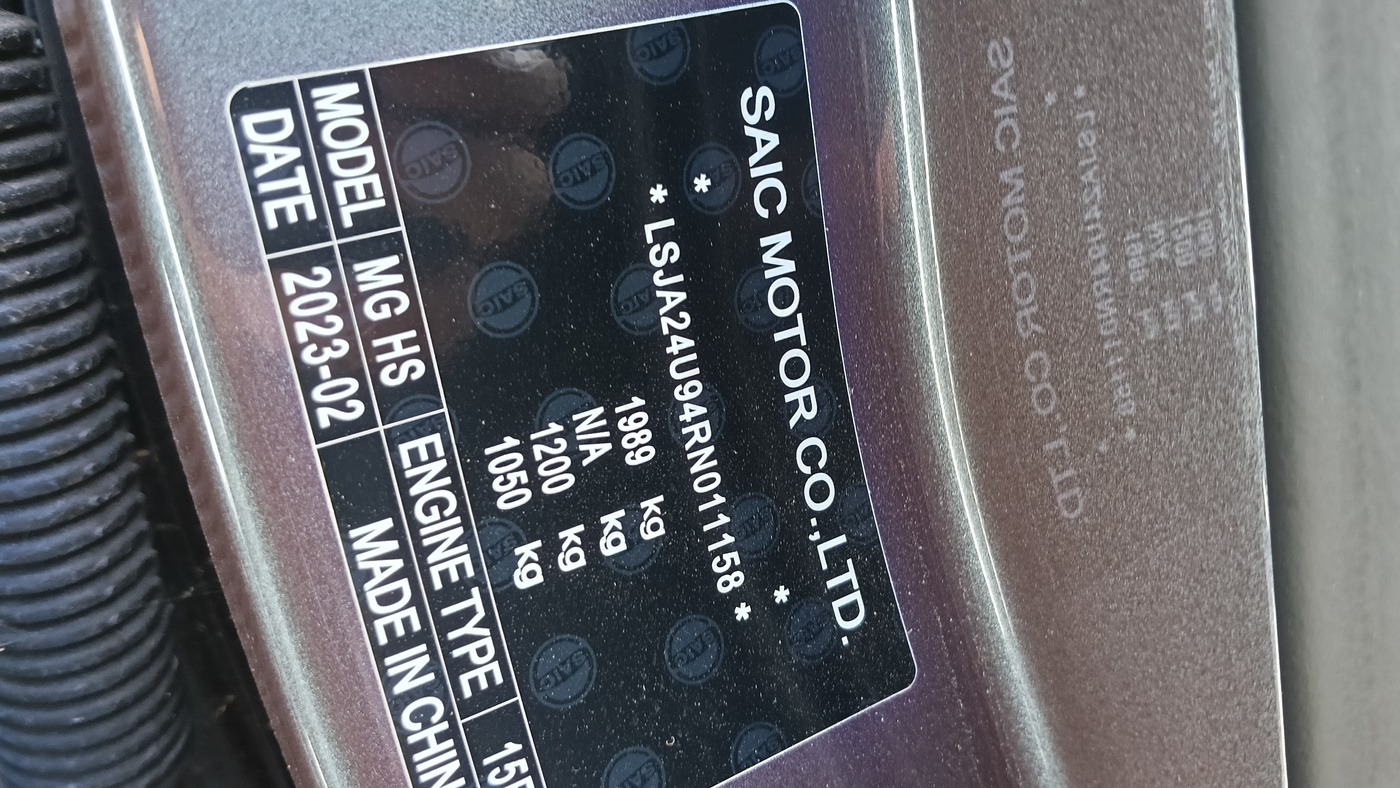 SAIC MOTOR CO.,LTD.
* *
* LSJA24U94RN011158 *
1989 kg
N/A kg
1200 kg
1050 kg
MODEL MG HS ENGINE TYPE
DATE 2023-02 MADE IN
SAIC